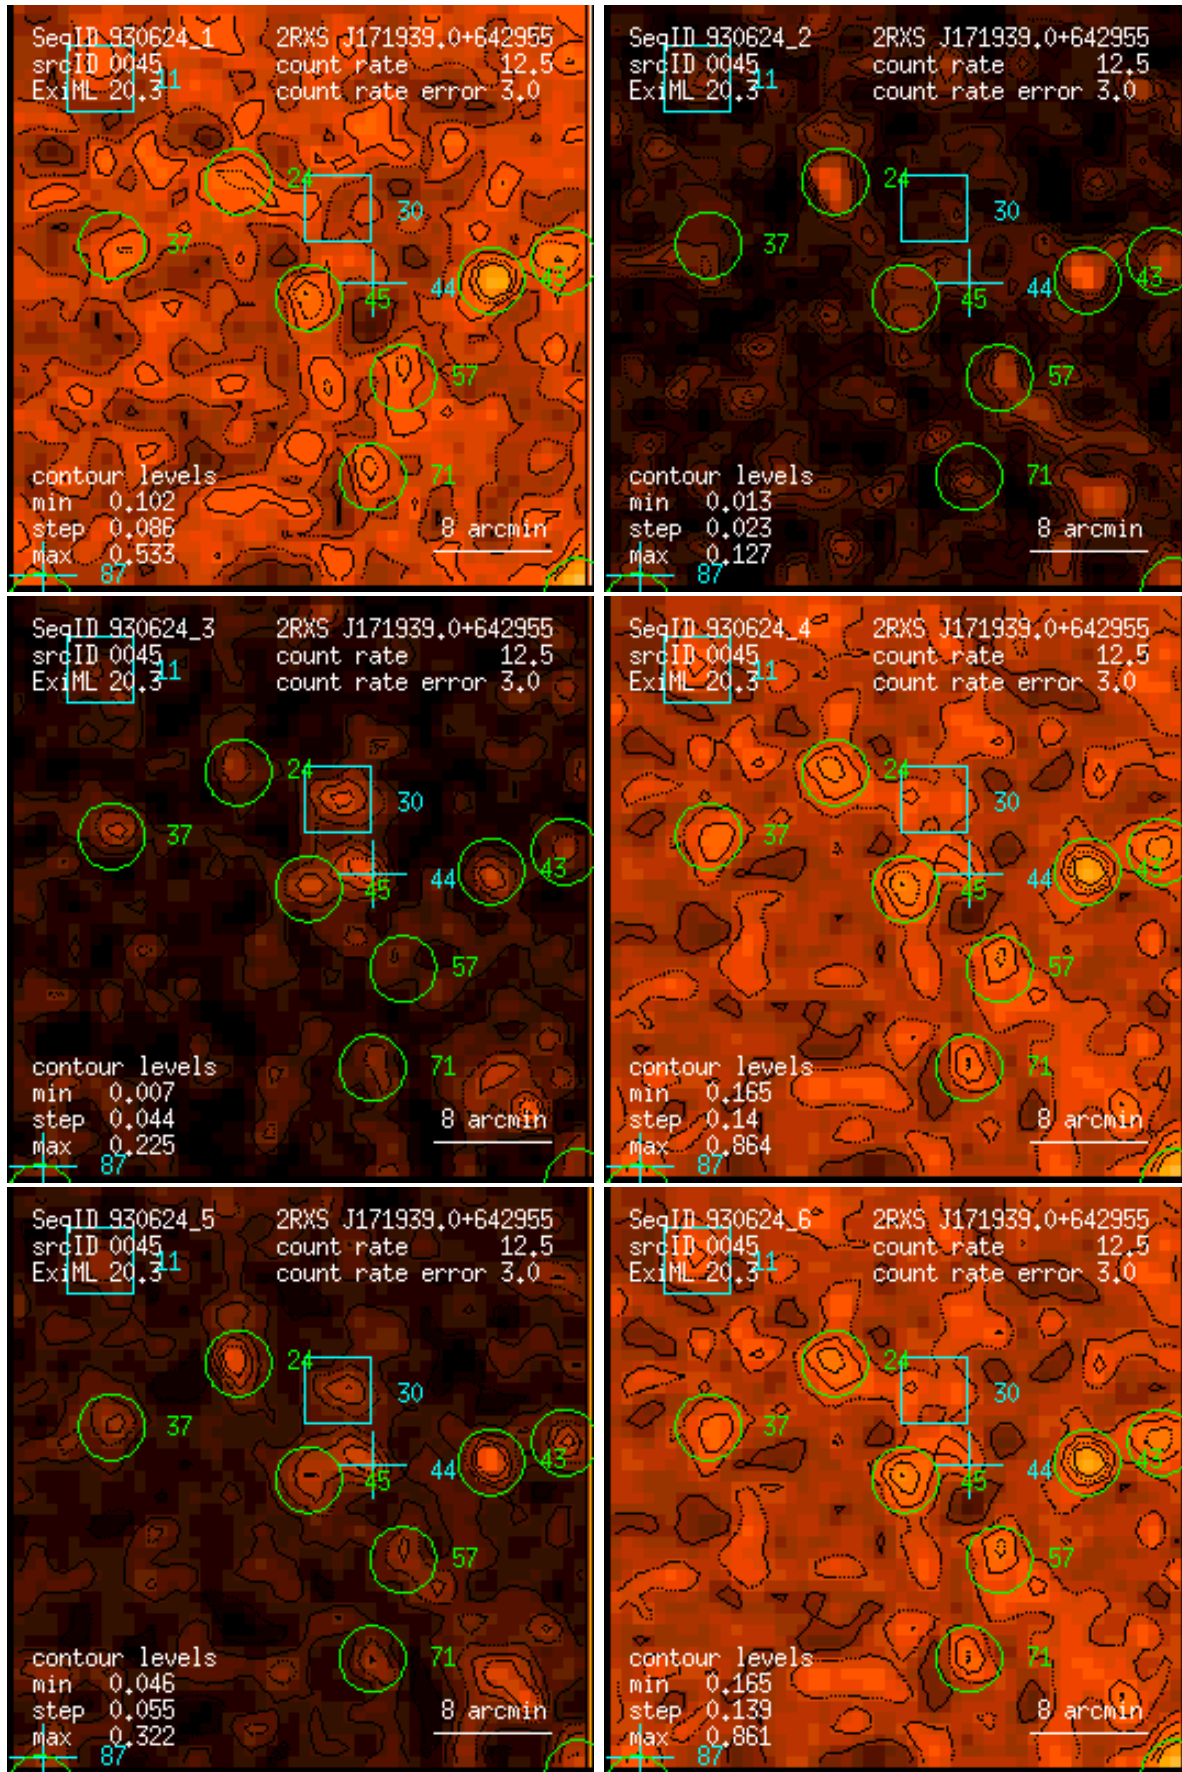 SeqID 930624_1 2RXS J171939.0+642955
srcID 0045 count rate 12.5
ExiML 20.3 count rate error 3.0
11
24
30
37
43
44
45
57
71
contour levels
min 0.102
step 0.086
max 0.533
8 arcmin
87
SeqID 930624_2 2RXS J171939.0+642955
srcID 0045 count rate 12.5
ExiML 20.3 count rate error 3.0
11
24
30
37
43
44
45
57
71
contour levels
min 0.013
step 0.023
max 0.127
8 arcmin
87
SeqID 930624_3 2RXS J171939.0+642955
srcID 0045 count rate 12.5
ExiML 20.3 count rate error 3.0
11
24
30
37
43
44
45
57
71
contour levels
min 0.007
step 0.044
max 0.225
8 arcmin
87
SeqID 930624_4 2RXS J171939.0+642955
srcID 0045 count rate 12.5
ExiML 20.3 count rate error 3.0
11
24
30
37
43
44
45
57
71
contour levels
min 0.165
step 0.14
max 0.864
8 arcmin
87
SeqID 930624_5 2RXS J171939.0+642955
srcID 0045 count rate 12.5
ExiML 20.3 count rate error 3.0
11
24
30
37
43
44
45
57
71
contour levels
min 0.046
step 0.055
max 0.322
8 arcmin
87
SeqID 930624_6 2RXS J171939.0+642955
srcID 0045 count rate 12.5
ExiML 20.3 count rate error 3.0
11
24
30
37
43
44
45
57
71
contour levels
min 0.165
step 0.139
max 0.861
8 arcmin
87